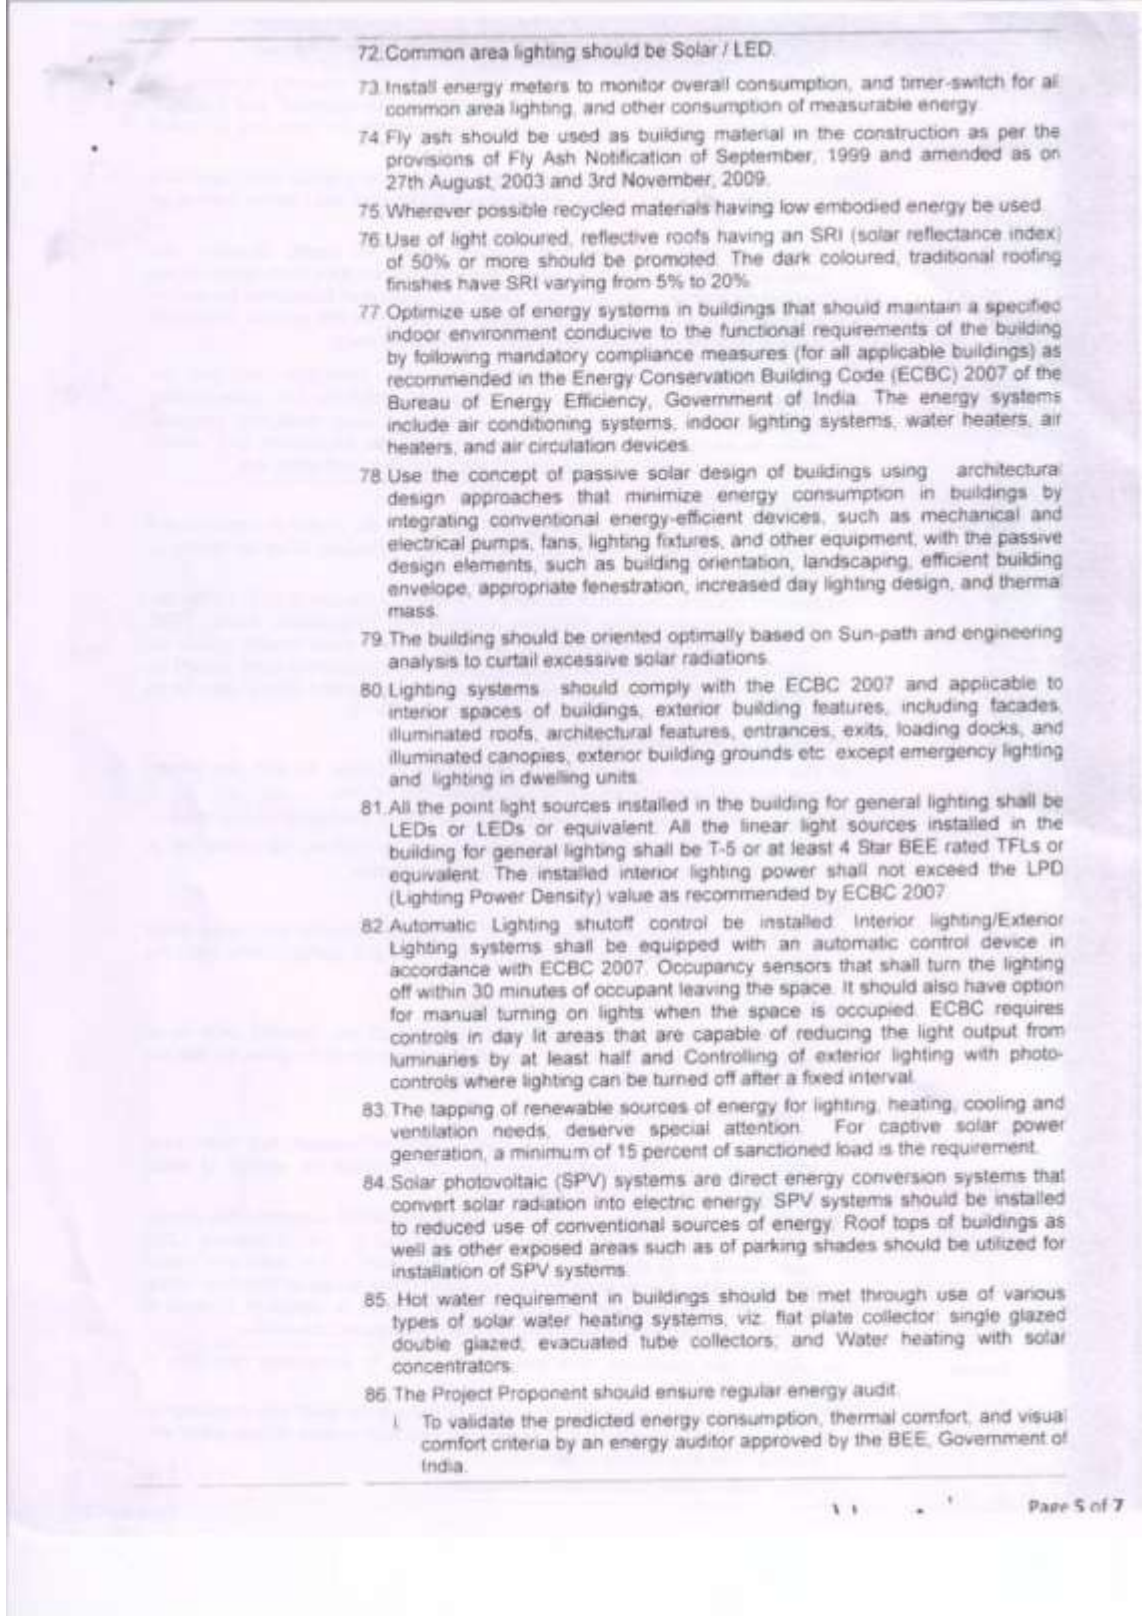 72. Common area lighting should be Solar / LED.
73. Install energy meters to monitor overall consumption, and timer-switch for all
common area lighting, and other consumption of measurable energy.
74. Fly ash should be used as building material in the construction as per the
provisions of Fly Ash Notification of September, 1999 and amended as on
27th August, 2003 and 3rd November, 2009.
75. Wherever possible recycled materials having low embodied energy be used.
76. Use of light coloured, reflective roofs having an SRI (solar reflectance index)
of 50% or more should be promoted. The dark coloured, traditional roofing
finishes have SRI varying from 5% to 20%.
77. Optimize use of energy systems in buildings that should maintain a specified
indoor environment conducive to the functional requirements of the building
by following mandatory compliance measures (for all applicable buildings) as
recommended in the Energy Conservation Building Code (ECBC) 2007 of the
Bureau of Energy Efficiency, Government of India. The energy systems
include air conditioning systems, indoor lighting systems, water heaters, air
heaters, and air circulation devices.
78. Use the concept of passive solar design of buildings using architectural
design approaches that minimize energy consumption in buildings by
integrating conventional energy-efficient devices, such as mechanical and
electrical pumps, fans, lighting fixtures, and other equipment, with the passive
design elements, such as building orientation, landscaping, efficient building
envelope, appropriate fenestration, increased day lighting design, and thermal
mass.
79. The building should be oriented optimally based on Sun-path and engineering
analysis to curtail excessive solar radiations.
80. Lighting systems should comply with the ECBC 2007 and applicable to
interior spaces of buildings, exterior building features, including facades,
illuminated roofs, architectural features, entrances, exits, loading docks, and
illuminated canopies, exterior building grounds etc. except emergency lighting
and lighting in dwelling units.
81. All the point light sources installed in the building for general lighting shall be
LEDs or LEDs or equivalent. All the linear light sources installed in the
building for general lighting shall be T-5 or at least 4 Star BEE rated TFLs or
equivalent. The installed interior lighting power shall not exceed the LPD
(Lighting Power Density) value as recommended by ECBC 2007.
82. Automatic Lighting shutoff control be installed. Interior lighting/Exterior
Lighting systems shall be equipped with an automatic control device in
accordance with ECBC 2007. Occupancy sensors that shall turn the lighting
off within 30 minutes of occupant leaving the space. It should also have option
for manual turning on lights when the space is occupied. ECBC requires
controls in day lit areas that are capable of reducing the light output from
luminaries by at least half and Controlling of exterior lighting with photo-
controls where lighting can be turned off after a fixed interval.
83. The tapping of renewable sources of energy for lighting, heating, cooling and
ventilation needs, deserve special attention. For captive solar power
generation, a minimum of 15 percent of sanctioned load is the requirement.
84. Solar photovoltaic (SPV) systems are direct energy conversion systems that
convert solar radiation into electric energy. SPV systems should be installed
to reduced use of conventional sources of energy. Roof tops of buildings as
well as other exposed areas such as of parking shades should be utilized for
installation of SPV systems.
85. Hot water requirement in buildings should be met through use of various
types of solar water heating systems, viz. flat plate collector: single glazed
double glazed; evacuated tube collectors; and Water heating with solar
concentrators.
86. The Project Proponent should ensure regular energy audit.
i. To validate the predicted energy consumption, thermal comfort, and visual
comfort criteria by an energy auditor approved by the BEE, Government of
India.
Page 5 of 7